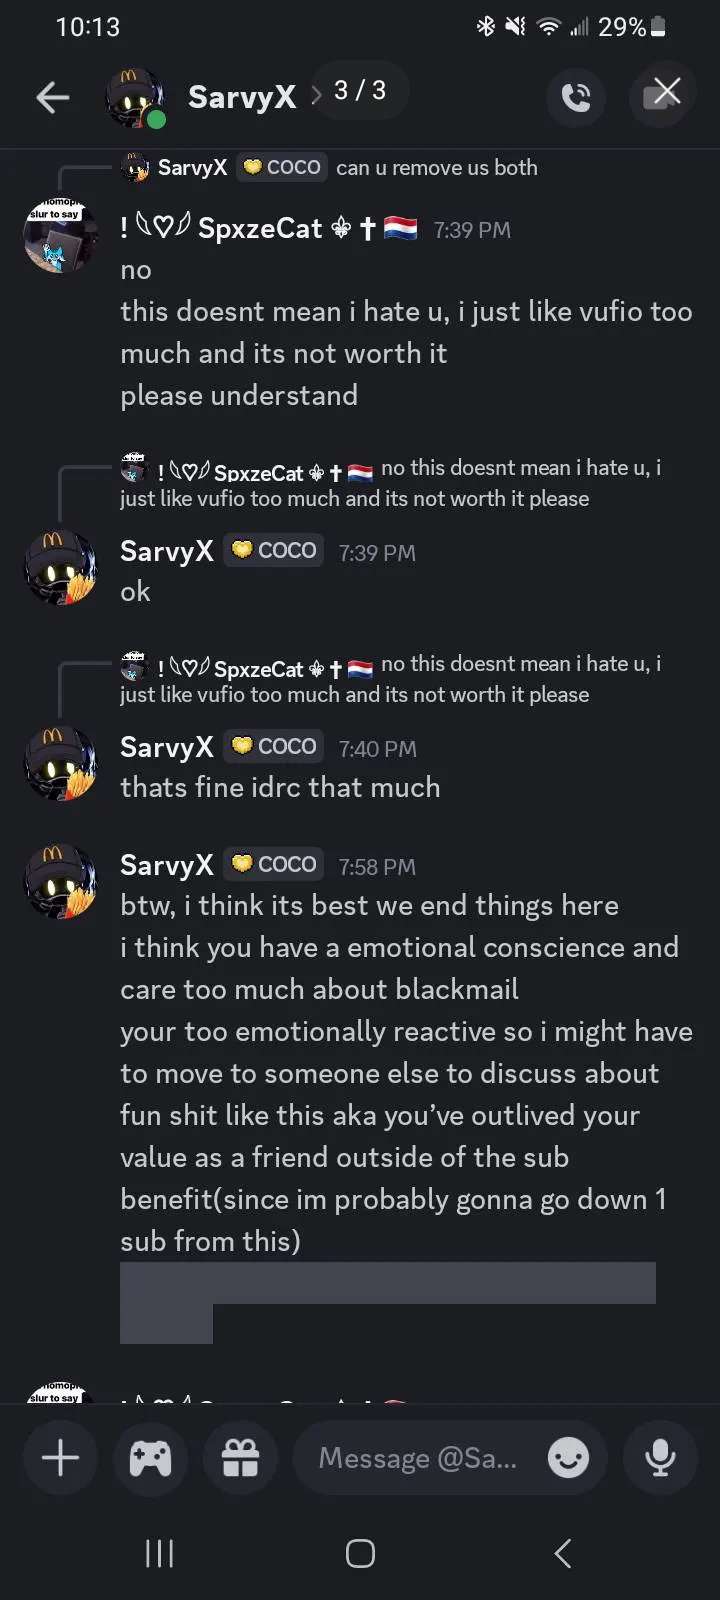 10:13
29%
SarvyX
3 / 3
SarvyX 💛 COCO can u remove us both
! SpxzeCat ⚜ ✝ 🇳🇱 7:39 PM
no
this doesnt mean i hate u, i just like vufio too
much and its not worth it
please understand
! SpxzeCat ⚜ ✝ 🇳🇱 no this doesnt mean i hate u, i
just like vufio too much and its not worth it please
SarvyX 💛 COCO 7:39 PM
ok
! SpxzeCat ⚜ ✝ 🇳🇱 no this doesnt mean i hate u, i
just like vufio too much and its not worth it please
SarvyX 💛 COCO 7:40 PM
thats fine idrc that much
SarvyX 💛 COCO 7:58 PM
btw, i think its best we end things here
i think you have a emotional conscience and
care too much about blackmail
your too emotionally reactive so i might have
to move to someone else to discuss about
fun shit like this aka you’ve outlived your
value as a friend outside of the sub
benefit(since im probably gonna go down 1
sub from this)
slur to say
Message @Sa...